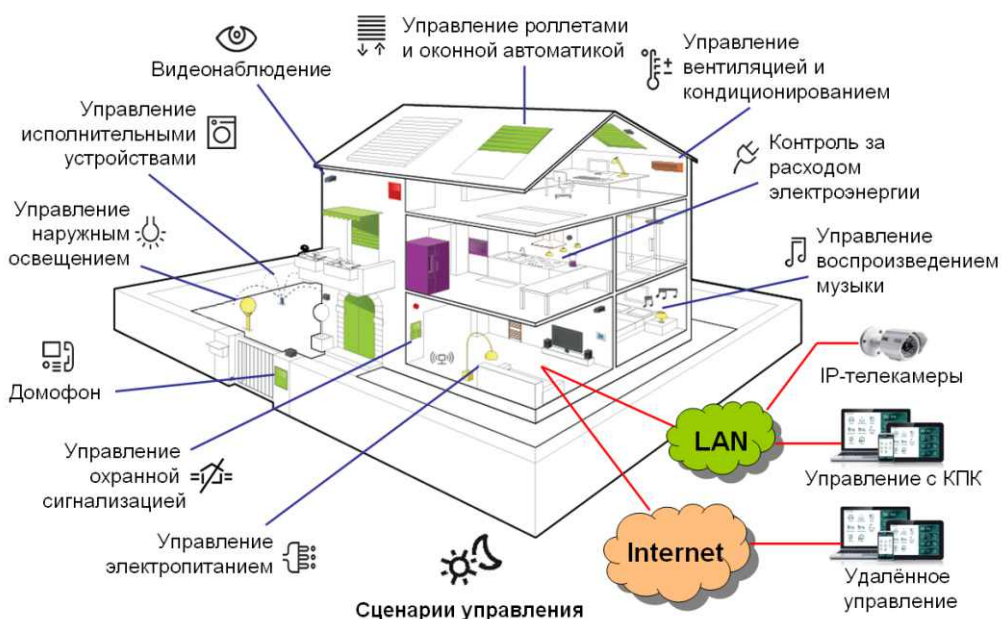 Управление роллетами
и оконной автоматикой
Видеонаблюдение
Управление
вентиляцией и
кондиционированием
Управление
исполнительными
устройствами
Контроль за
расходом
электроэнергии
Управление
наружным
освещением
Управление
воспроизведением
музыки
Домофон
IP-телекамеры
LAN
Управление с КПК
Управление
охранной
сигнализацией
Управление
электропитанием
Internet
Удалённое
управление
Сценарии управления